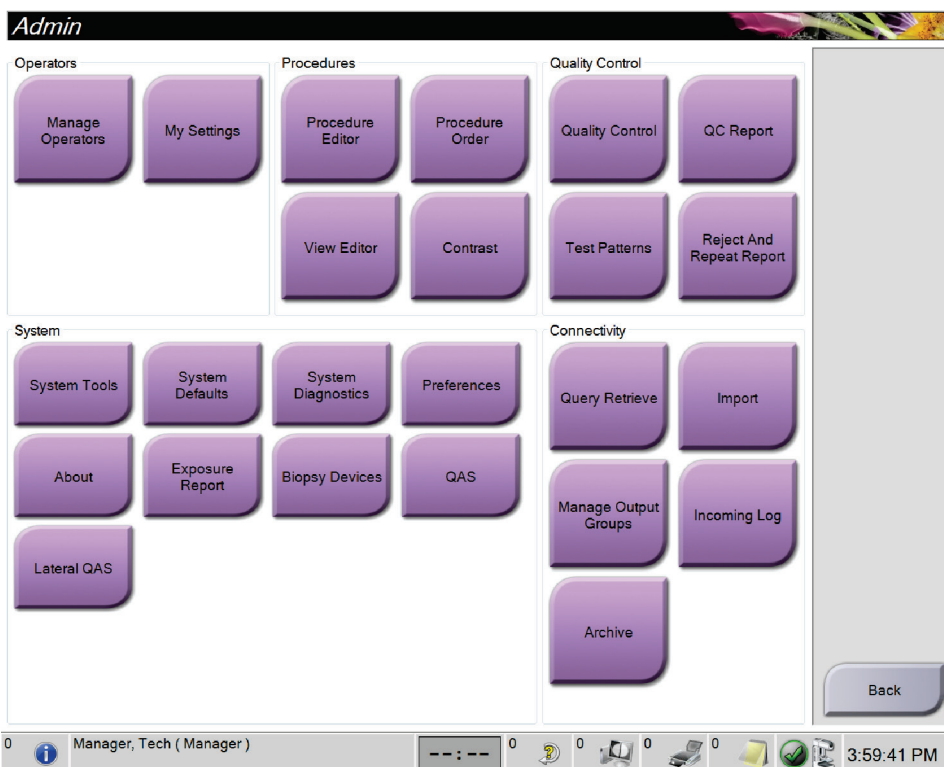 Admin
Operators
Manage
Operators
My Settings
Procedures
Procedure
Editor
Procedure
Order
View Editor
Contrast
Quality Control
Quality Control
QC Report
Test Patterns
Reject And
Repeat Report
System
System Tools
System
Defaults
System
Diagnostics
Preferences
About
Exposure
Report
Biopsy Devices
QAS
Lateral QAS
Connectivity
Query Retrieve
Import
Manage Output
Groups
Incoming Log
Archive
Back
0 Manager, Tech ( Manager ) --:-- 0 0 0 0 3:59:41 PM